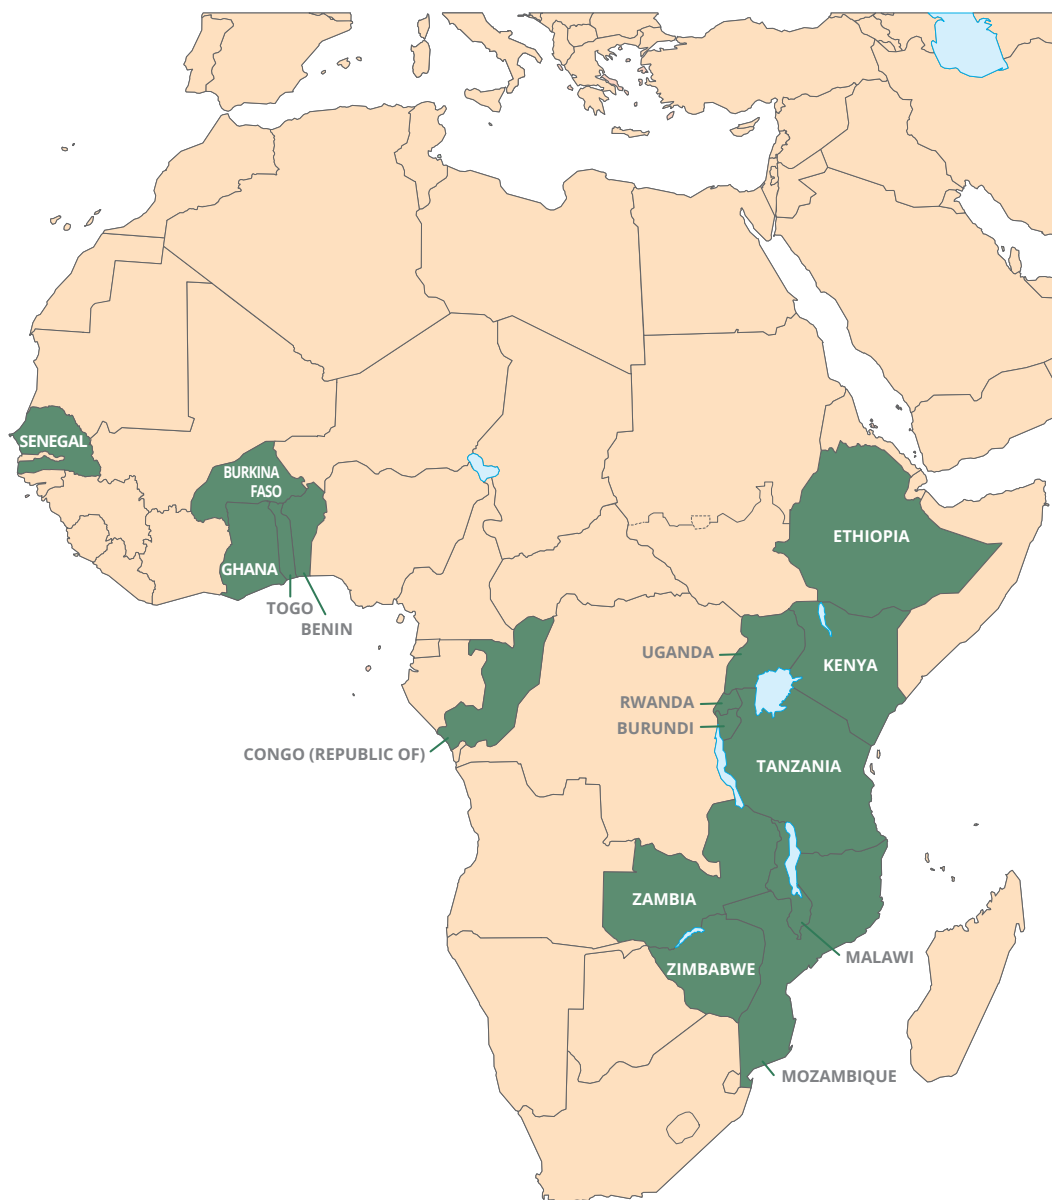 SENEGAL
BURKINA
FASO
GHANA
TOGO
BENIN
ETHIOPIA
UGANDA
KENYA
RWANDA
BURUNDI
CONGO (REPUBLIC OF)
TANZANIA
ZAMBIA
MALAWI
ZIMBABWE
MOZAMBIQUE